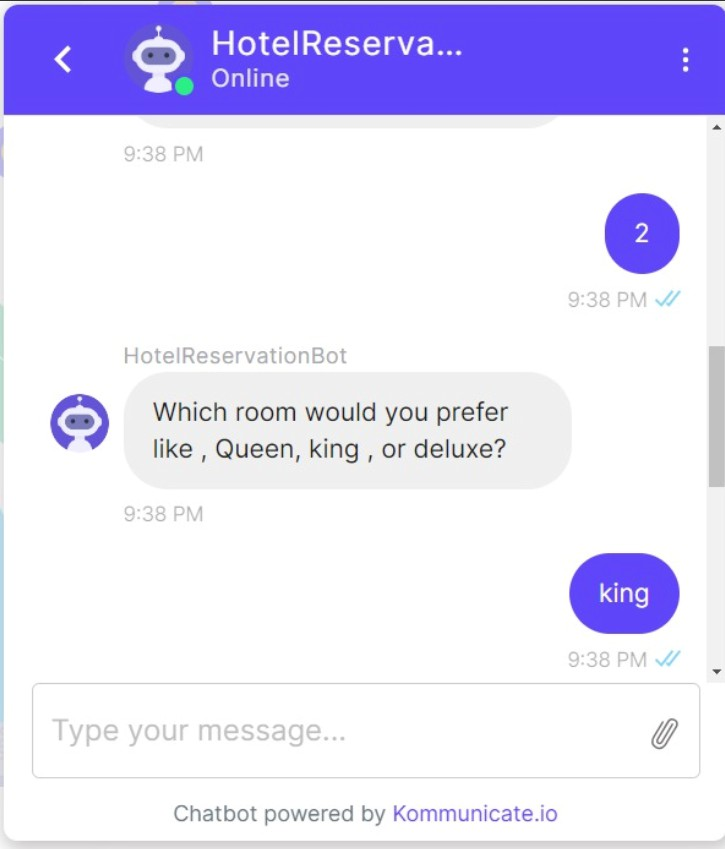 HotelReserva...
Online
9:38 PM
2
9:38 PM
HotelReservationBot
Which room would you prefer
like , Queen, king , or deluxe?
9:38 PM
king
9:38 PM
Type your message...
Chatbot powered by Kommunicate.io